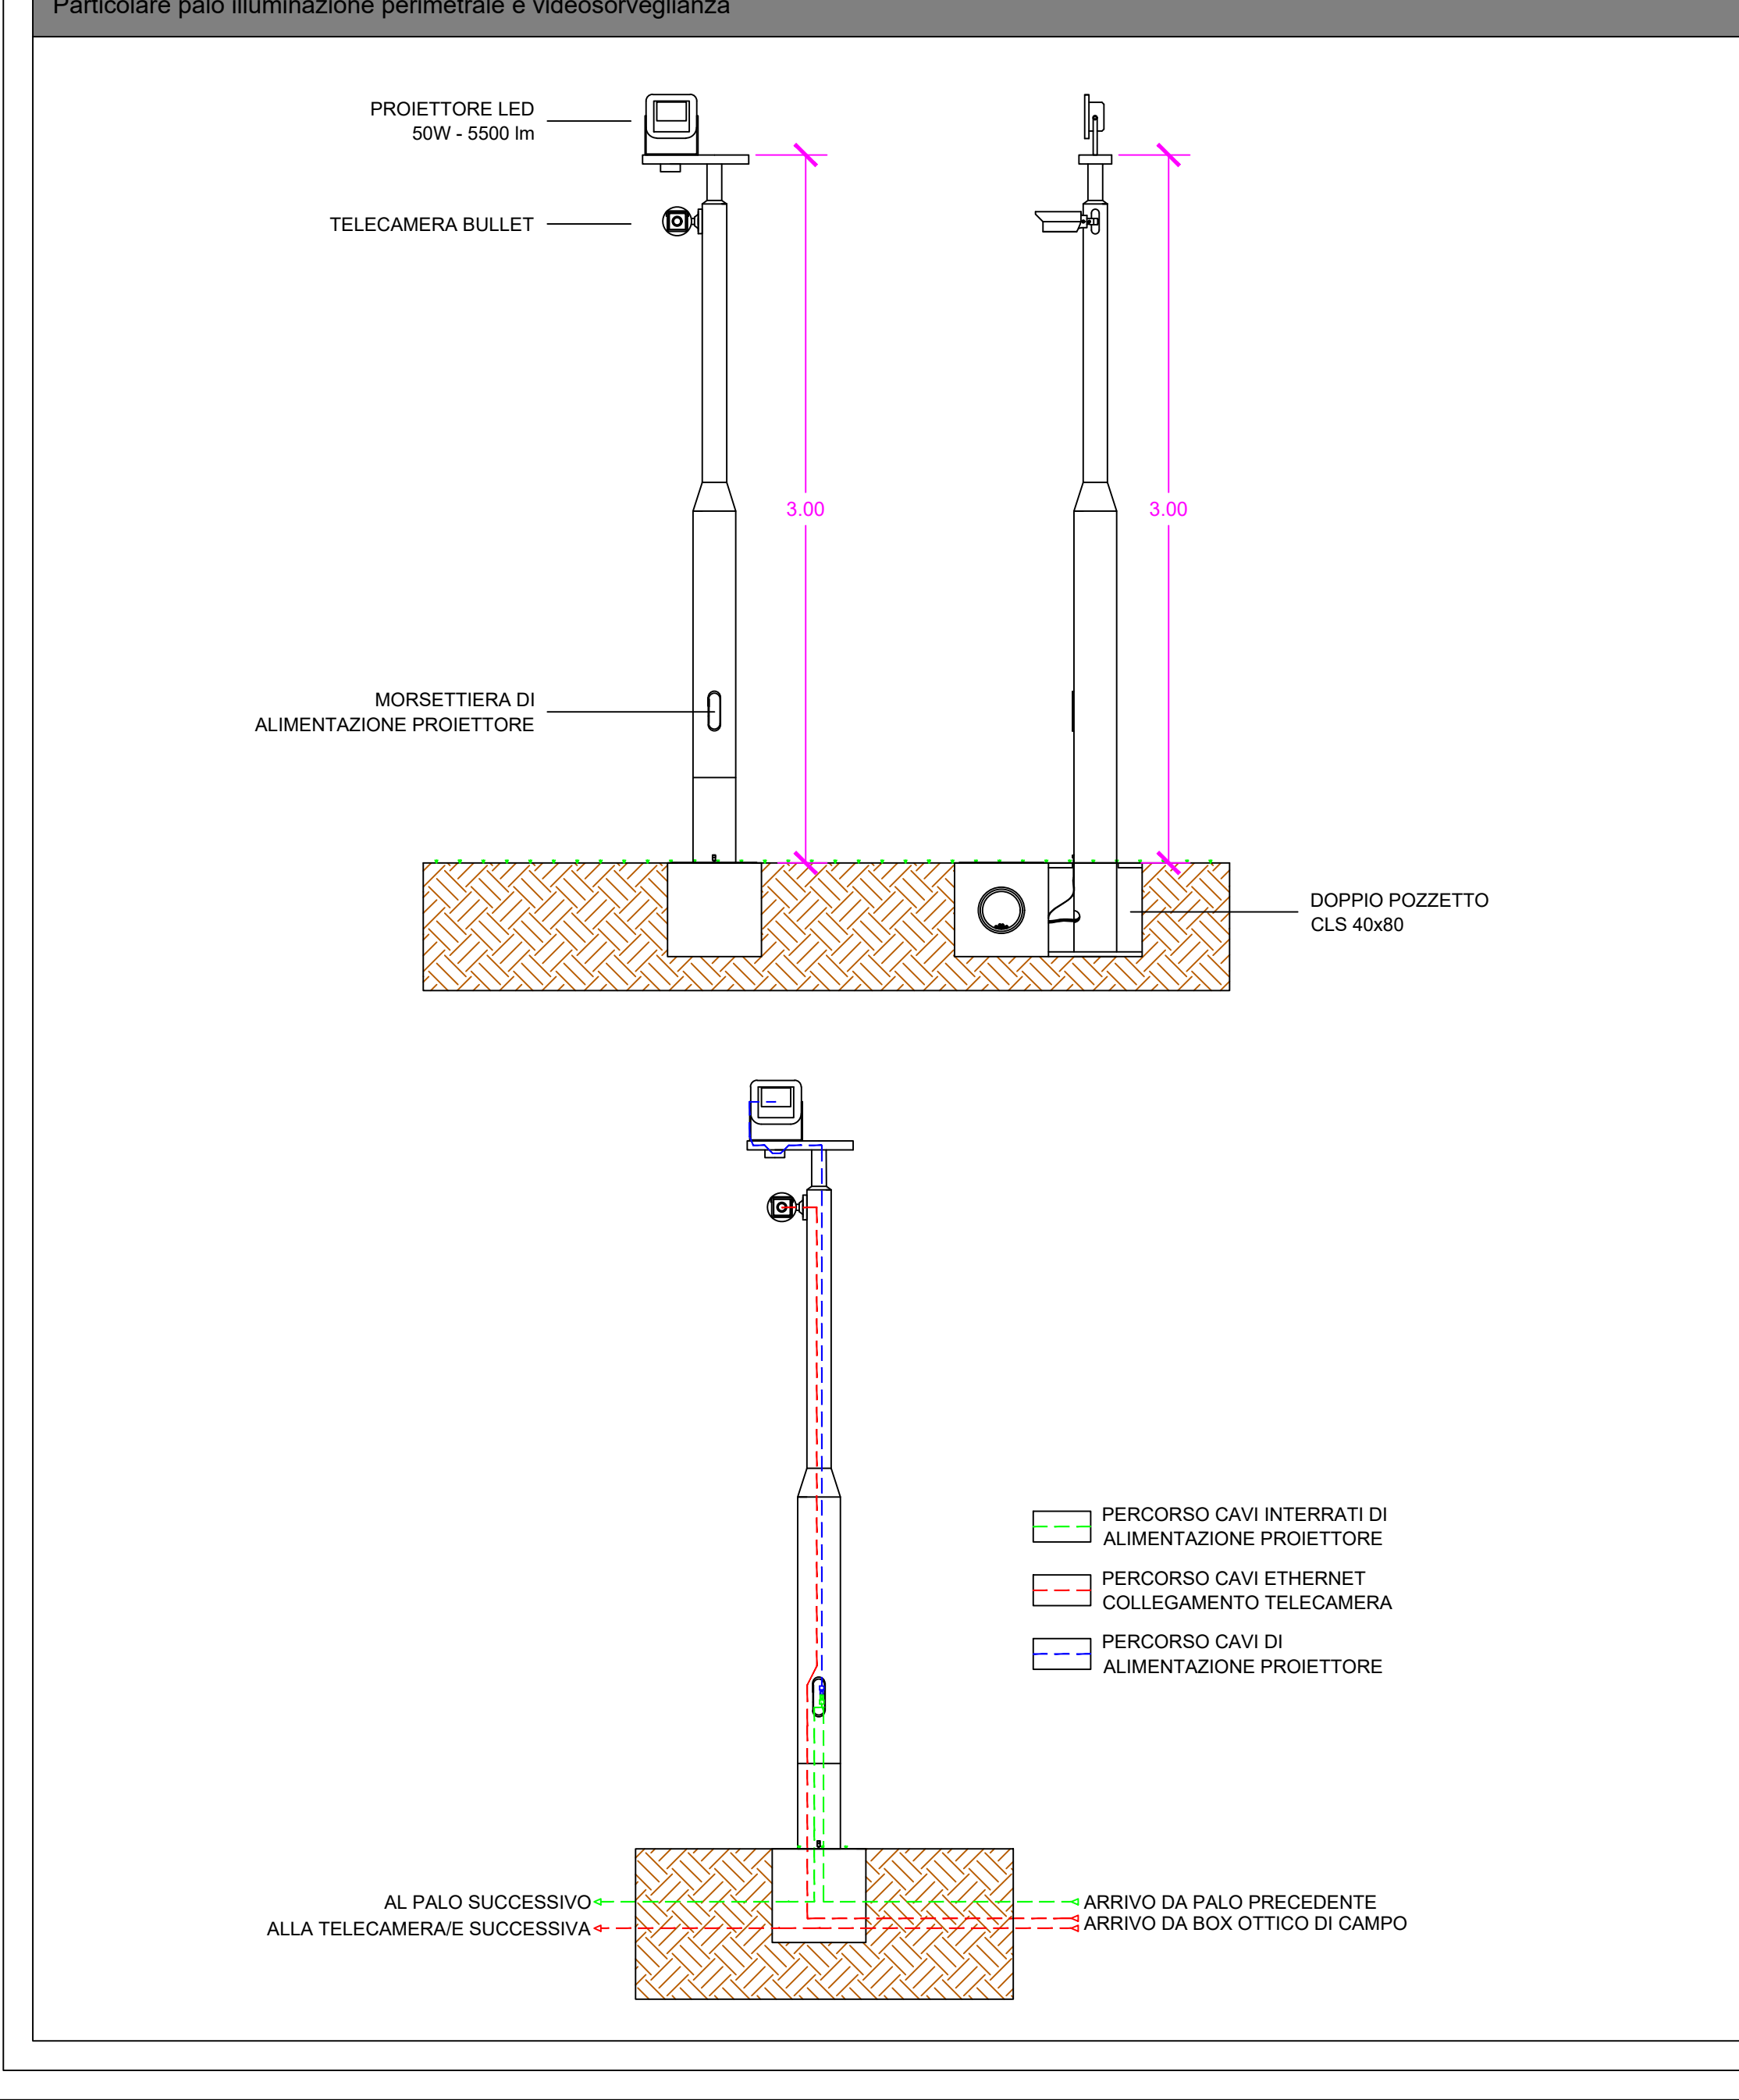 Particolare palo illuminazione perimetrale e videosorveglianza
PROIETTORE LED
50W - 5500 lm
TELECAMERA BULLET
3.00
3.00
MORSETTIERA DI
ALIMENTAZIONE PROIETTORE
DOPPIO POZZETTO
CLS 40x80
PERCORSO CAVI INTERRATI DI
ALIMENTAZIONE PROIETTORE
PERCORSO CAVI ETHERNET
COLLEGAMENTO TELECAMERA
PERCORSO CAVI DI
ALIMENTAZIONE PROIETTORE
AL PALO SUCCESSIVO
ALLA TELECAMERA/E SUCCESSIVA
ARRIVO DA PALO PRECEDENTE
ARRIVO DA BOX OTTICO DI CAMPO